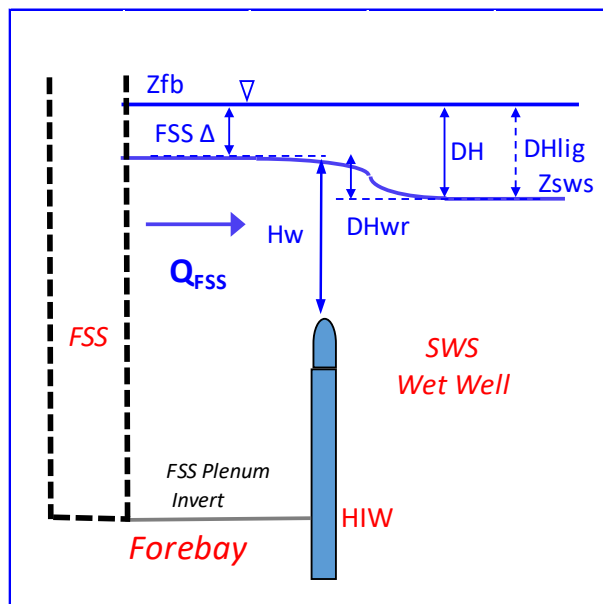 Zfb
FSS Δ
DH
DHlig
Zsws
Hw
DHwr
QFSS
FSS
SWS
Wet Well
FSS Plenum
Invert
HIW
Forebay